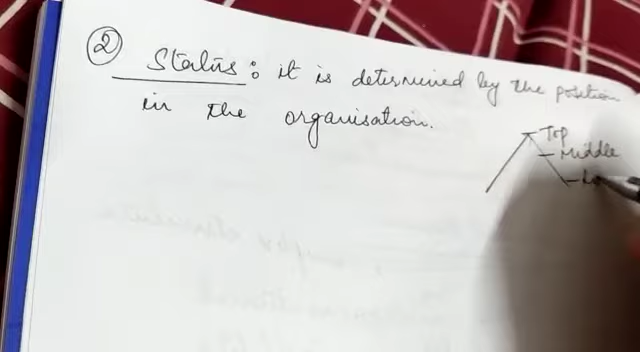 ② Status: it is determined by the position
in the organisation.
Top
- Middle